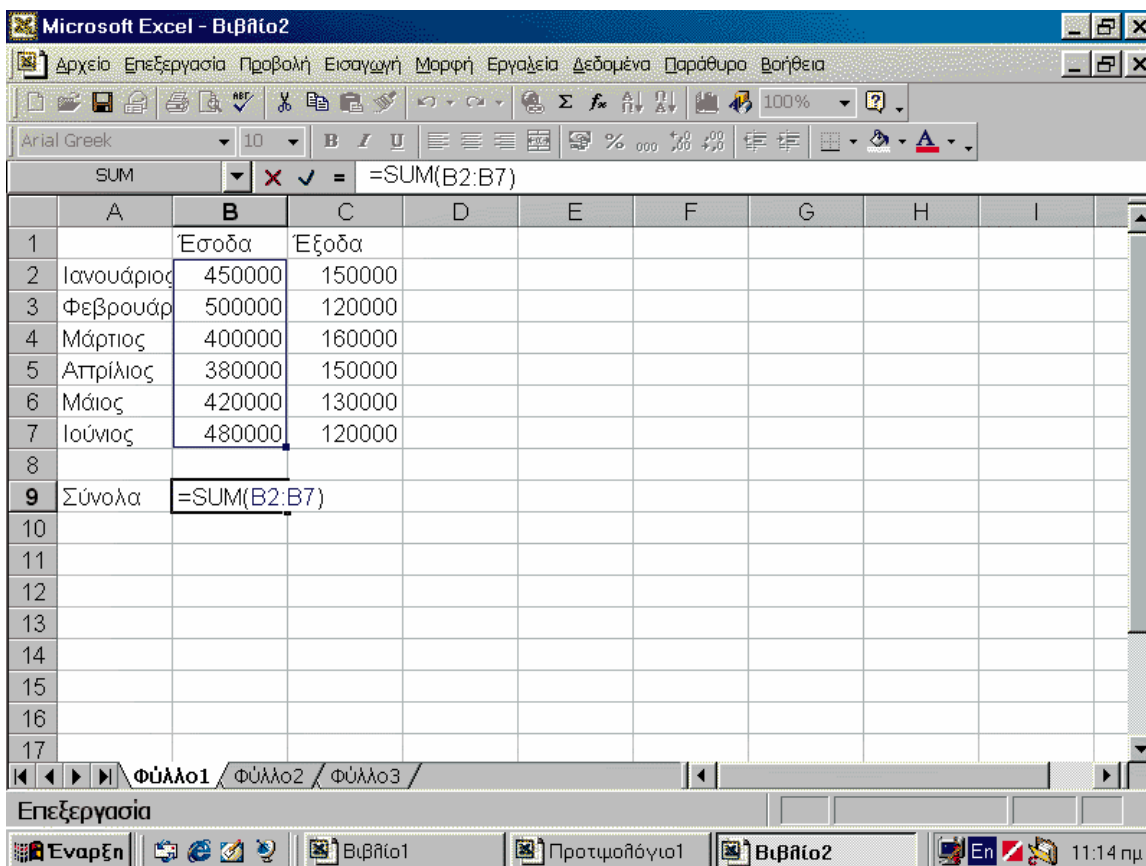 Microsoft Excel - Βιβλίο2
Αρχείο Επεξεργασία Προβολή Εισαγωγή Μορφή Εργαλεία Δεδομένα Παράθυρο Βοήθεια
100%
Arial Greek 10 B I U % 000
SUM = =SUM(B2:B7)
A B C D E F G H I
1 Έσοδα Έξοδα
2 Ιανουάριος 450000 150000
3 Φεβρουάρ 500000 120000
4 Μάρτιος 400000 160000
5 Απρίλιος 380000 150000
6 Μάιος 420000 130000
7 Ιούνιος 480000 120000
8
9 Σύνολα =SUM(B2:B7)
10
11
12
13
14
15
16
17
Φύλλο1 Φύλλο2 Φύλλο3
Επεξεργασία
Έναρξη Βιβλίο1 Προτιμολόγιο1 Βιβλίο2 En 11:14 πμ